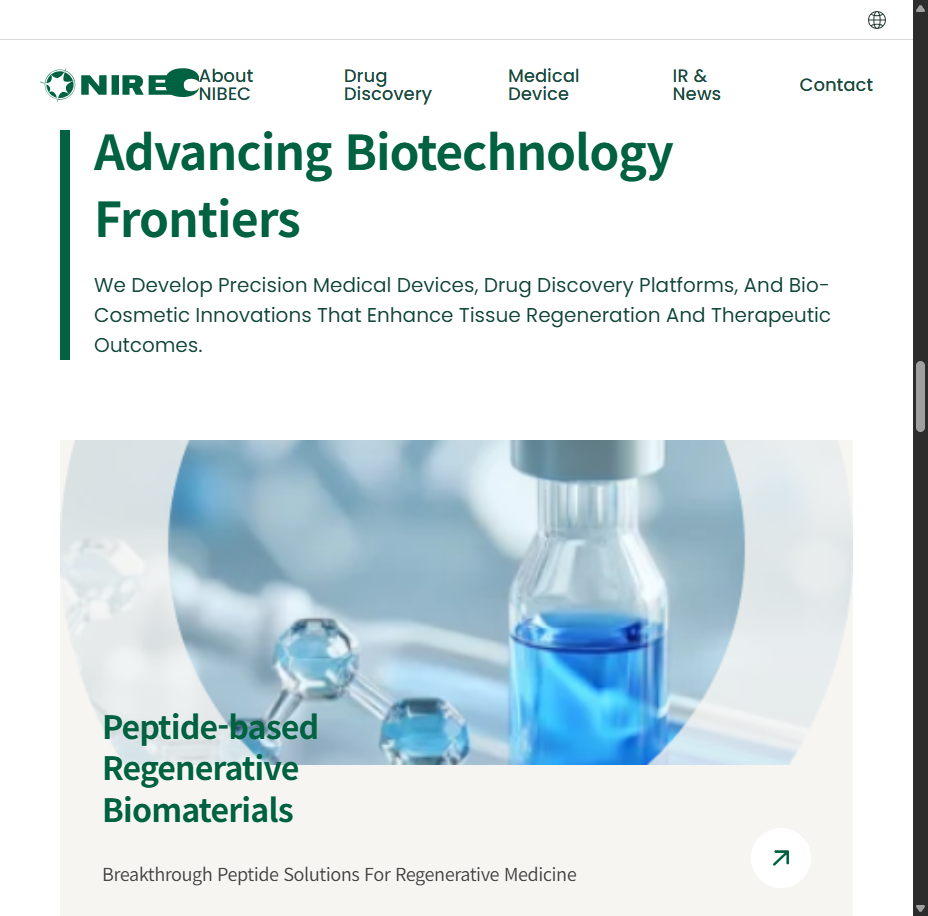 NIBEC
About
NIBEC
Drug
Discovery
Medical
Device
IR &
News
Contact
Advancing Biotechnology
Frontiers
We Develop Precision Medical Devices, Drug Discovery Platforms, And Bio-
Cosmetic Innovations That Enhance Tissue Regeneration And Therapeutic
Outcomes.
Peptide-based
Regenerative
Biomaterials
Breakthrough Peptide Solutions For Regenerative Medicine